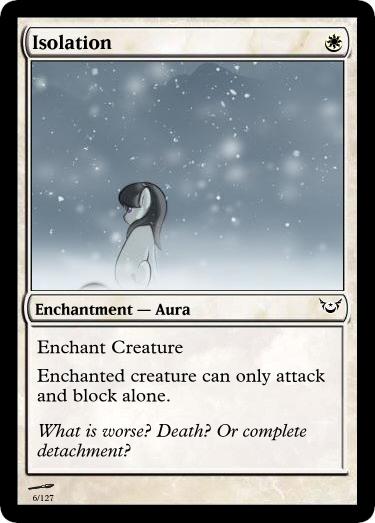 Isolation
Enchantment — Aura
Enchant Creature
Enchanted creature can only attack
and block alone.
What is worse? Death? Or complete
detachment?
6/127